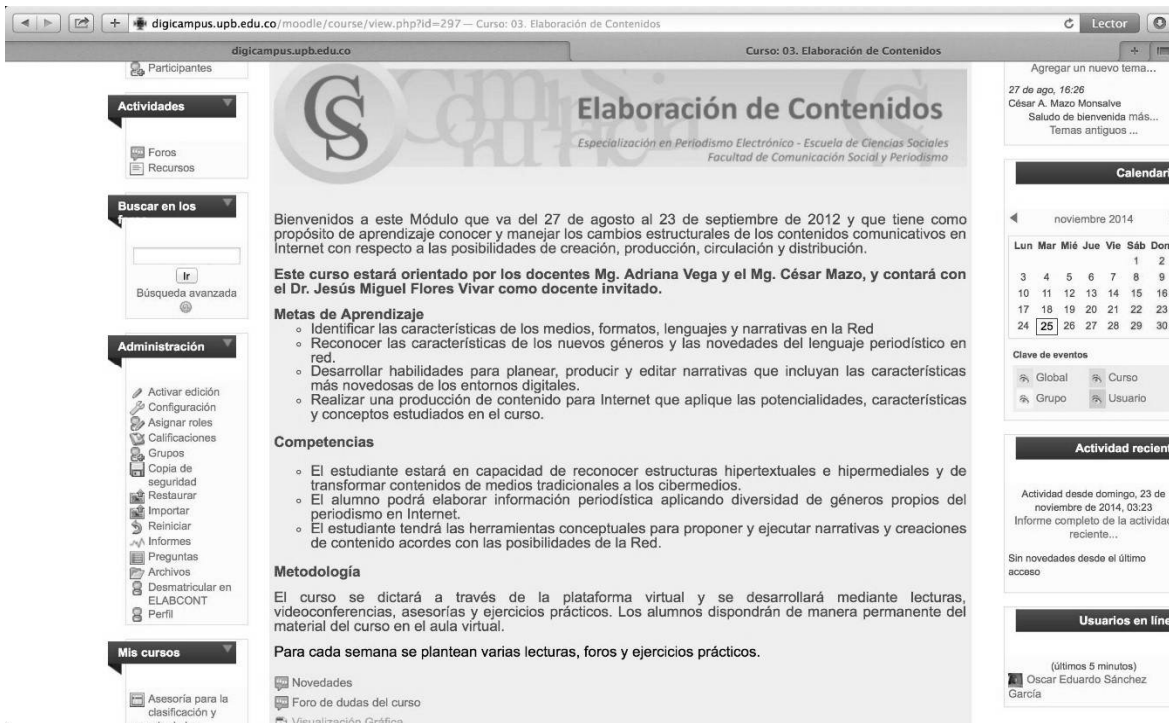 digicampus.upb.edu.co/moodle/course/view.php?id=297 — Curso: 03. Elaboración de Contenidos
Lector
digicampus.upb.edu.co
Curso: 03. Elaboración de Contenidos
Participantes
Actividades
Foros
Recursos
Buscar en los
Ir
Búsqueda avanzada
Administración
Activar edición
Configuración
Asignar roles
Calificaciones
Grupos
Copia de
seguridad
Restaurar
Importar
Reiniciar
Informes
Preguntas
Archivos
Desmatricular en
ELABCONT
Perfil
Mis cursos
Asesoría para la
clasificación y
CS
Elaboración de Contenidos
Especialización en Periodismo Electrónico - Escuela de Ciencias Sociales
Facultad de Comunicación Social y Periodismo
Bienvenidos a este Módulo que va del 27 de agosto al 23 de septiembre de 2012 y que tiene como
propósito de aprendizaje conocer y manejar los cambios estructurales de los contenidos comunicativos en
Internet con respecto a las posibilidades de creación, producción, circulación y distribución.
Este curso estará orientado por los docentes Mg. Adriana Vega y el Mg. César Mazo, y contará con
el Dr. Jesús Miguel Flores Vivar como docente invitado.
Metas de Aprendizaje
Identificar las características de los medios, formatos, lenguajes y narrativas en la Red
Reconocer las características de los nuevos géneros y las novedades del lenguaje periodístico en
red.
Desarrollar habilidades para planear, producir y editar narrativas que incluyan las características
más novedosas de los entornos digitales.
Realizar una producción de contenido para Internet que aplique las potencialidades, características
y conceptos estudiados en el curso.
Competencias
El estudiante estará en capacidad de reconocer estructuras hipertextuales e hipermediales y de
transformar contenidos de medios tradicionales a los cibermedios.
El alumno podrá elaborar información periodística aplicando diversidad de géneros propios del
periodismo en Internet.
El estudiante tendrá las herramientas conceptuales para proponer y ejecutar narrativas y creaciones
de contenido acordes con las posibilidades de la Red.
Metodología
El curso se dictará a través de la plataforma virtual y se desarrollará mediante lecturas,
videoconferencias, asesorías y ejercicios prácticos. Los alumnos dispondrán de manera permanente del
material del curso en el aula virtual.
Para cada semana se plantean varias lecturas, foros y ejercicios prácticos.
Novedades
Foro de dudas del curso
Visualización Gráfica
Agregar un nuevo tema...
27 de ago, 16:26
César A. Mazo Monsalve
Saludo de bienvenida más...
Temas antiguos ...
Calendari
noviembre 2014
Lun Mar Mié Jue Vie Sáb Dom
1 2
3 4 5 6 7 8 9
10 11 12 13 14 15 16
17 18 19 20 21 22 23
24 25 26 27 28 29 30
Clave de eventos
Global Curso
Grupo Usuario
Actividad recient
Actividad desde domingo, 23 de
noviembre de 2014, 03:23
Informe completo de la actividad
reciente...
Sin novedades desde el último
acceso
Usuarios en líne
(últimos 5 minutos)
Oscar Eduardo Sánchez
García